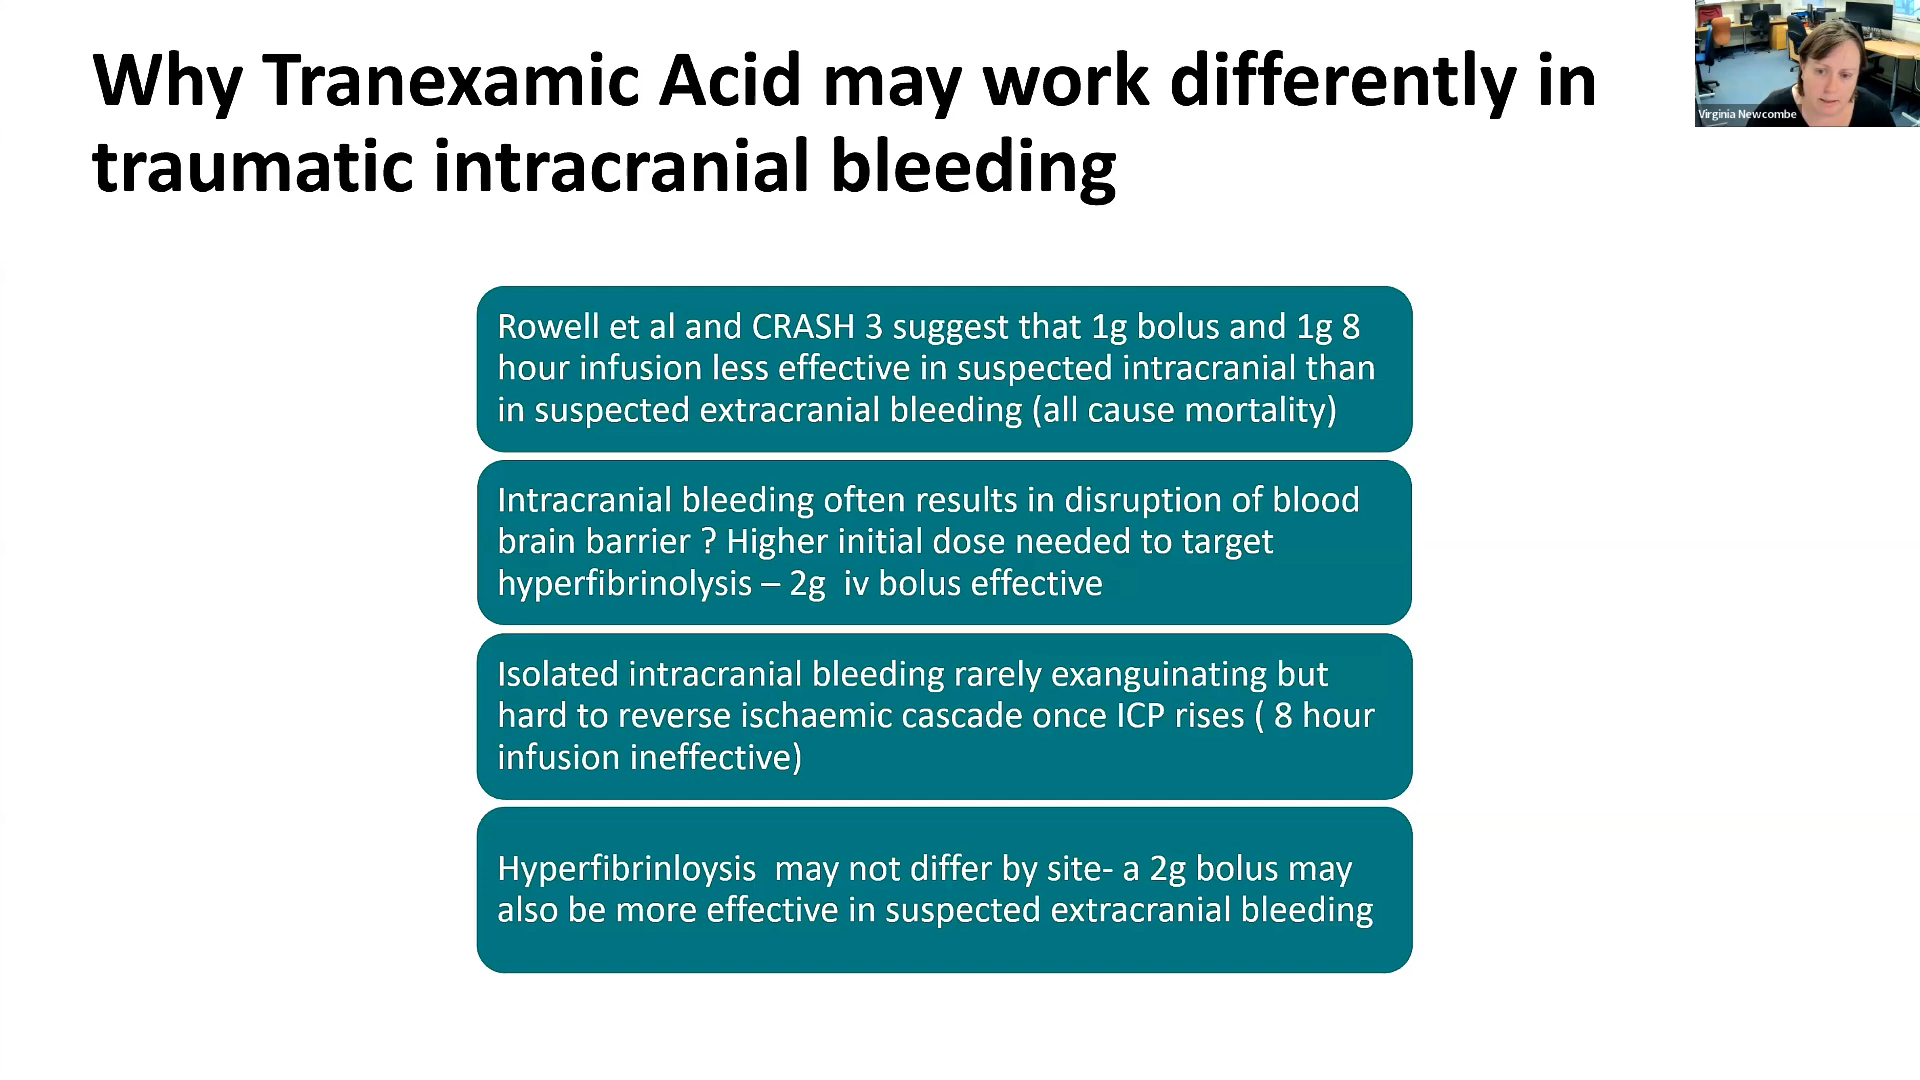 Why Tranexamic Acid may work differently in
traumatic intracranial bleeding
Virginia Newcombe
Rowell et al and CRASH 3 suggest that 1g bolus and 1g 8
hour infusion less effective in suspected intracranial than
in suspected extracranial bleeding (all cause mortality)
Intracranial bleeding often results in disruption of blood
brain barrier ? Higher initial dose needed to target
hyperfibrinolysis – 2g  iv bolus effective
Isolated intracranial bleeding rarely exanguinating but
hard to reverse ischaemic cascade once ICP rises ( 8 hour
infusion ineffective)
Hyperfibrinloysis  may not differ by site- a 2g bolus may
also be more effective in suspected extracranial bleeding